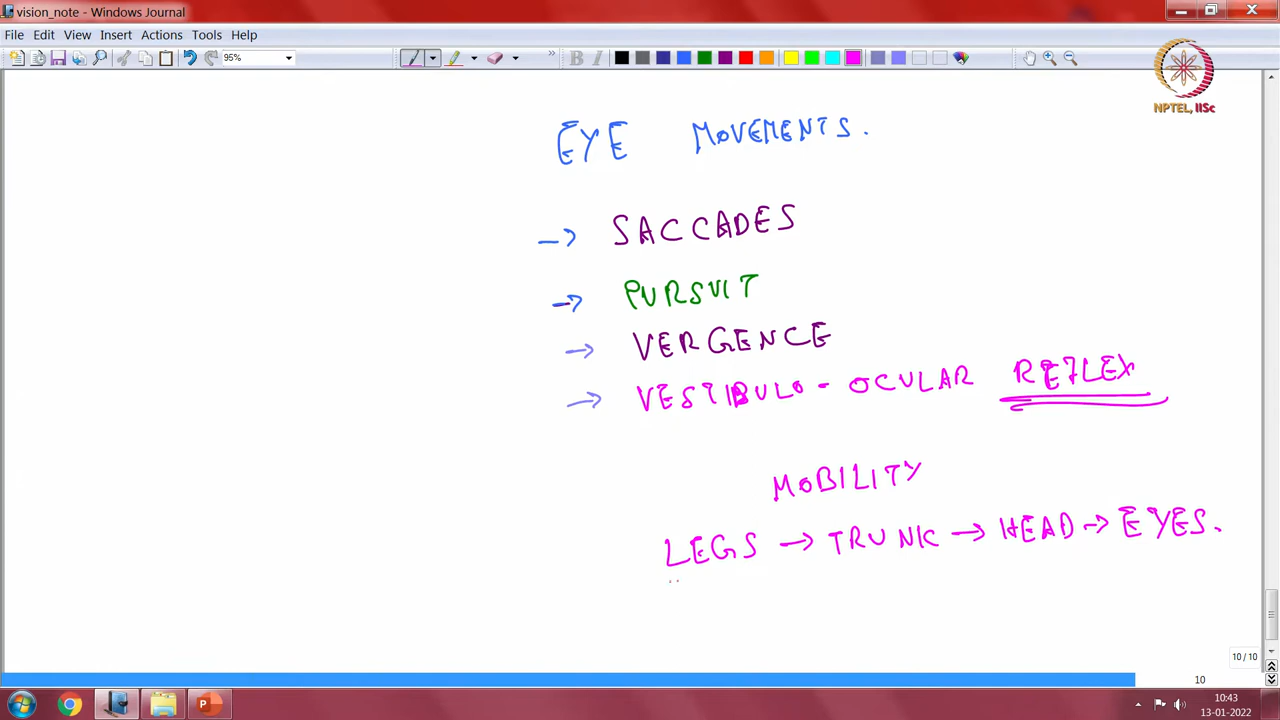 vision_note - Windows Journal
File Edit View Insert Actions Tools Help
95%
B I
NPTEL, IISc
EYE MOVEMENTS.
→ SACCADES
→ PURSUIT
→ VERGENCE
→ VESTIBULO - OCULAR REFLEX
MOBILITY
LEGS → TRUNK → HEAD → EYES.
10 / 10
10
10:43
13-01-2022